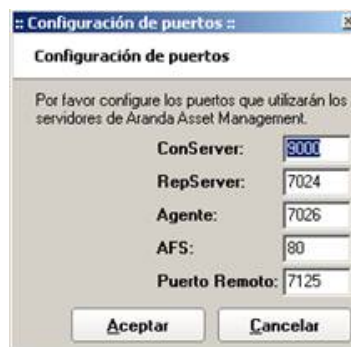 :: Configuración de puertos ::
Configuración de puertos
Por favor configure los puertos que utilizarán los
servidores de Aranda Asset Management.
ConServer: 9000
RepServer: 7024
Agente: 7026
AFS: 80
Puerto Remoto: 7125
Aceptar Cancelar